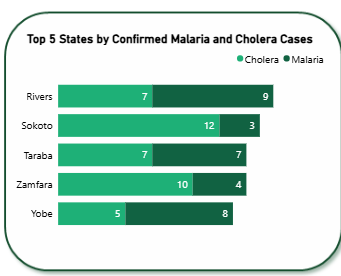 Top 5 States by Confirmed Malaria and Cholera Cases
Cholera Malaria
Rivers 7 9
Sokoto 12 3
Taraba 7 7
Zamfara 10 4
Yobe 5 8